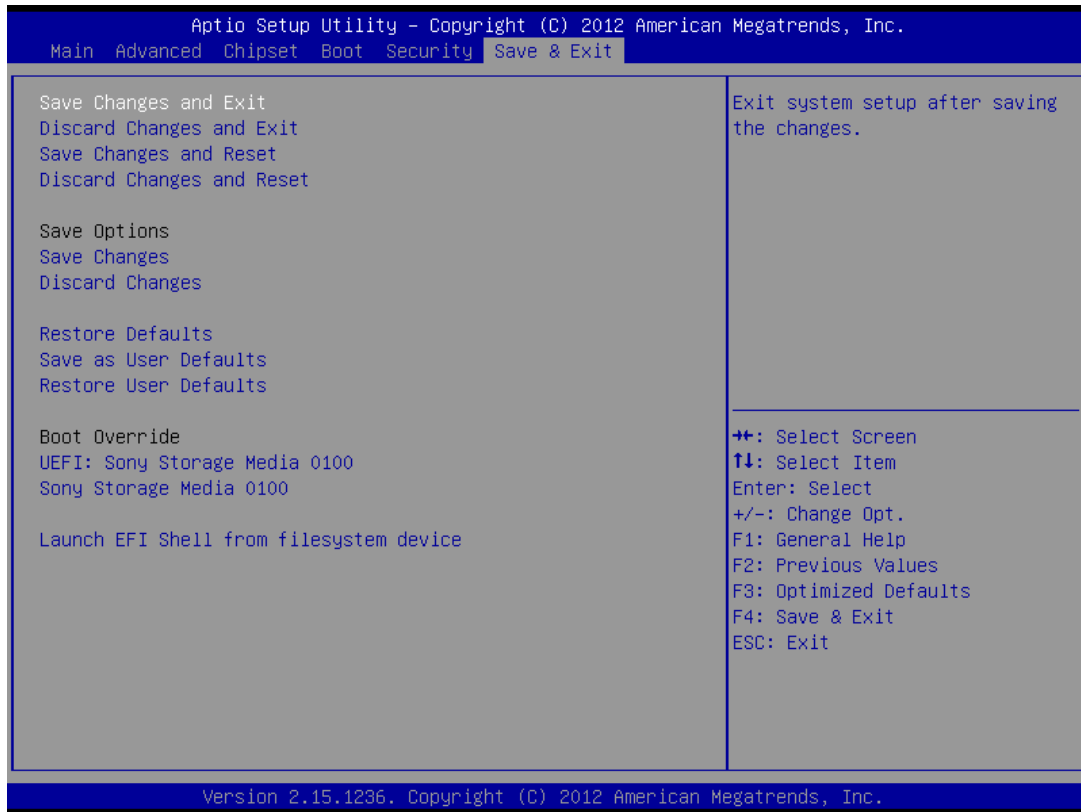 Aptio Setup Utility – Copyright (C) 2012 American Megatrends, Inc.
Main Advanced Chipset Boot Security Save & Exit
Save Changes and Exit
Discard Changes and Exit
Save Changes and Reset
Discard Changes and Reset
Save Options
Save Changes
Discard Changes
Restore Defaults
Save as User Defaults
Restore User Defaults
Boot Override
UEFI: Sony Storage Media 0100
Sony Storage Media 0100
Launch EFI Shell from filesystem device
Exit system setup after saving
the changes.
→←: Select Screen
↑↓: Select Item
Enter: Select
+/-: Change Opt.
F1: General Help
F2: Previous Values
F3: Optimized Defaults
F4: Save & Exit
ESC: Exit
Version 2.15.1236. Copyright (C) 2012 American Megatrends, Inc.